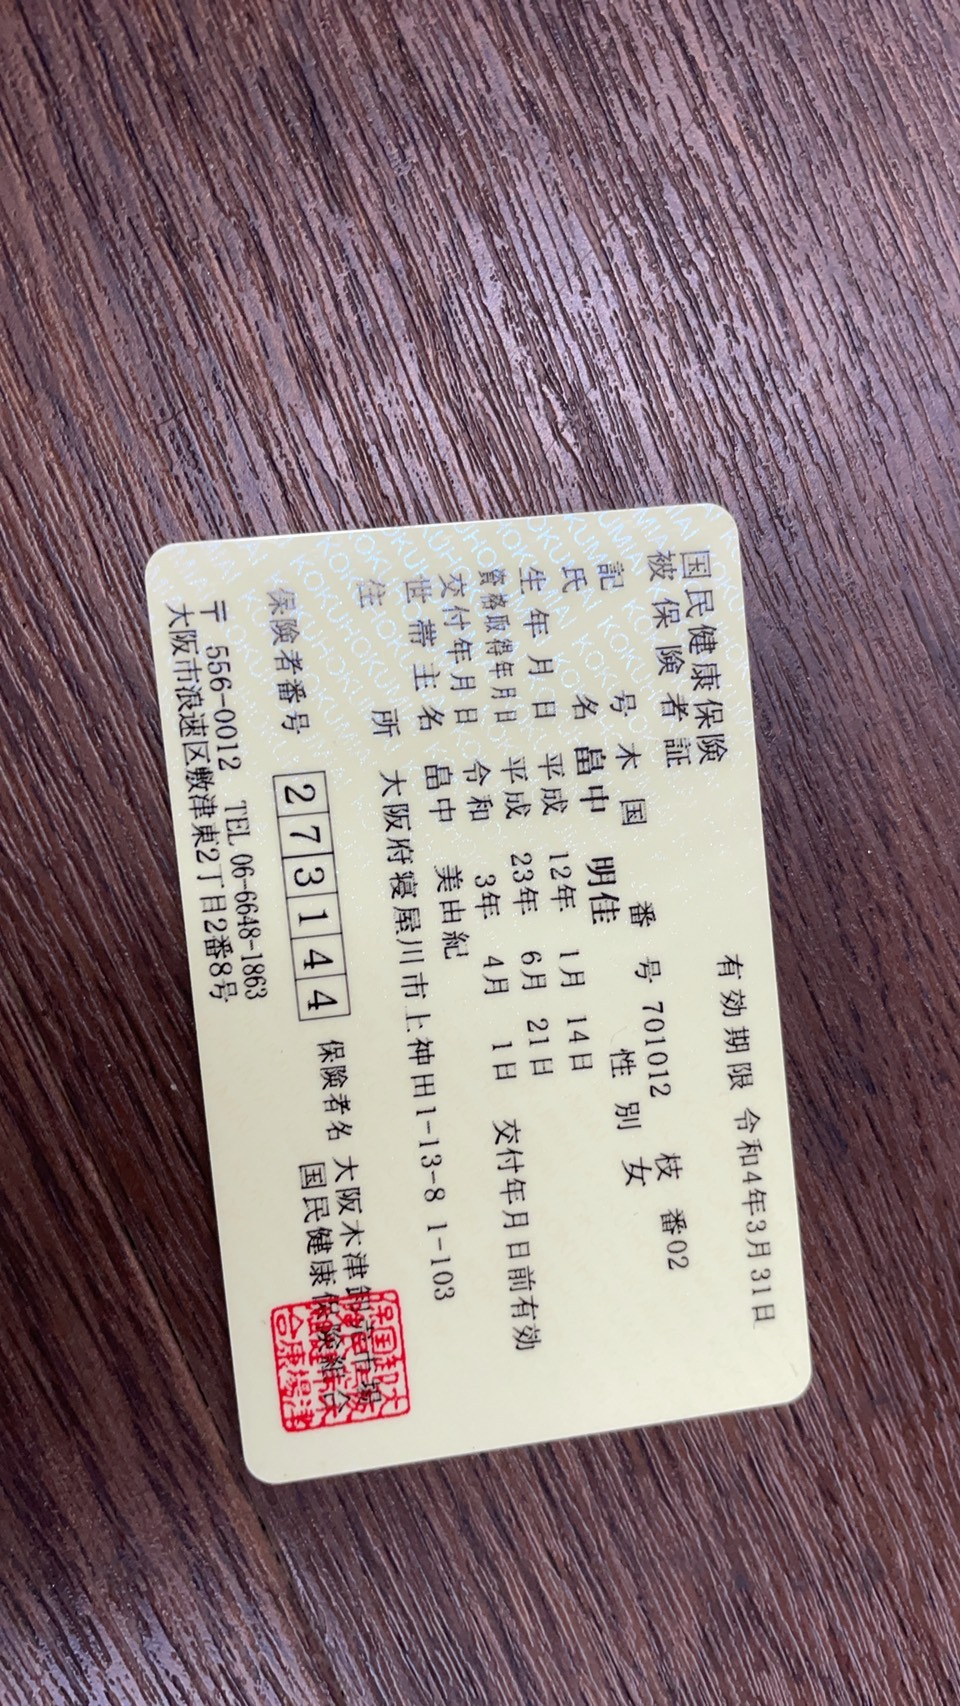 国民健康保険
被保険者証
有効期限 令和4年3月31日
記号 木国 番号 701012 枝番02
氏名 畠中 明佳 性別 女
生年月日 平成 12年 1月 14日
資格取得年月日 平成 23年 6月 21日
交付年月日 令和 3年 4月 1日 交付年月日前有効
世帯主名 畠中 美由紀
住所 大阪府寝屋川市上神田1-13-8 1-103
保険者番号 273144 保険者名 大阪木津卸売市場
国民健康保険組合
〒 556-0012 TEL 06-6648-1863
大阪市浪速区敷津東2丁目2番8号